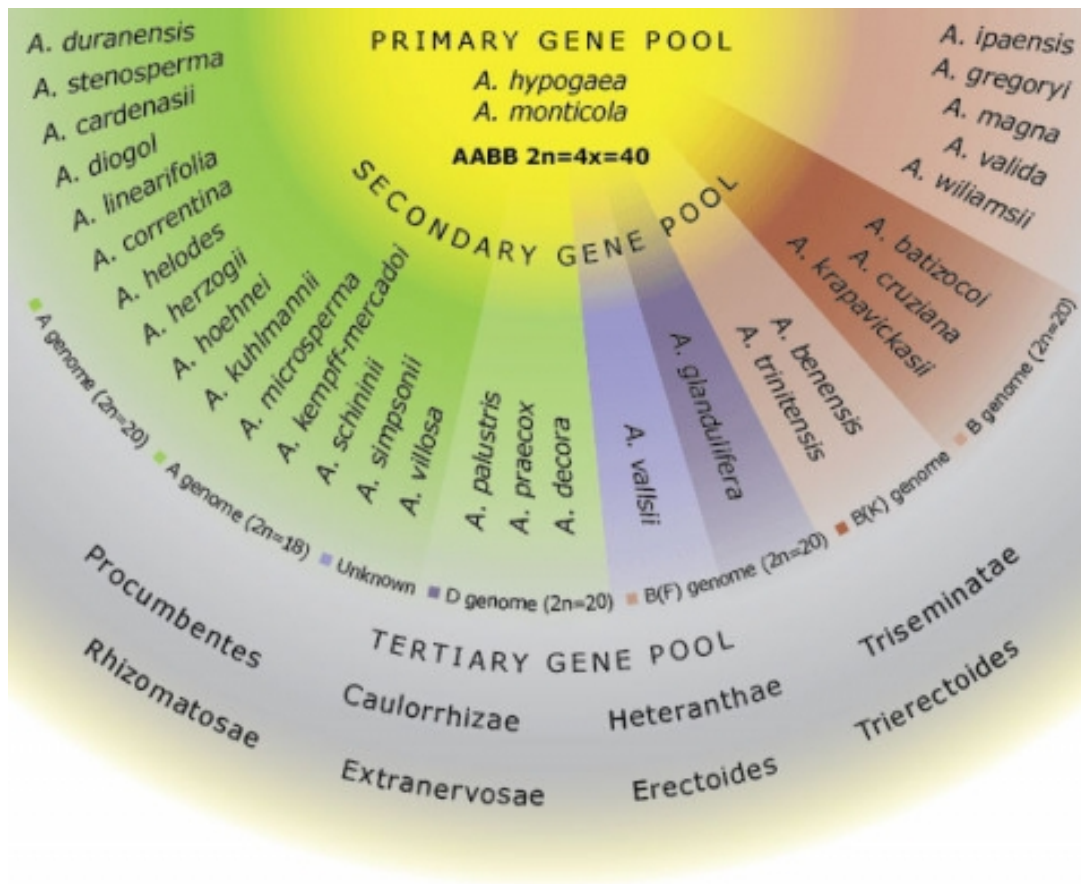 PRIMARY GENE POOL
A. hypogaea
A. monticola
AABB 2n=4x=40
SECONDARY GENE POOL
A. duranensis
A. stenosperma
A. cardenasii
A. diogol
A. linearifolia
A. correntina
A. helodes
A. herzogii
A. hoehnei
A. kuhlmannii
A. microsperma
A. kempff-mercadoi
A. schininii
A. simpsonii
A. villosa
A. palustris
A. praecox
A. decora
A. vallsii
A. glandulifera
A. trinitensis
A. benensis
A. krapavickasii
A. cruziana
A. batizocoi
A. wiliamsii
A. valida
A. magna
A. gregoryi
A. ipaensis
A genome (2n=20)
A genome (2n=18)
Unknown
D genome (2n=20)
B(F) genome (2n=20)
B(K) genome
B genome (2n=20)
TERTIARY GENE POOL
Procumbentes
Caulorrhizae
Heteranthae
Triseminatae
Rhizomatosae
Extranervosae
Erectoides
Trierectoides